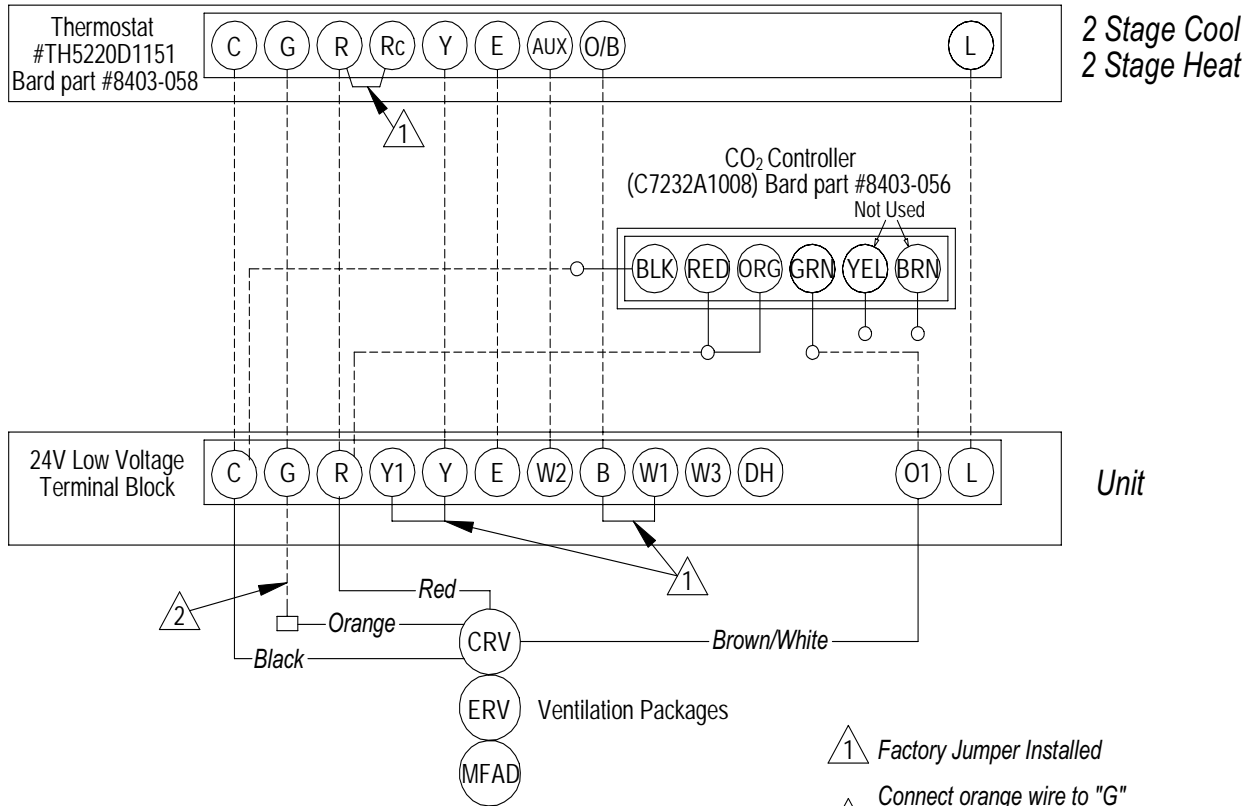 Thermostat
#TH5220D1151
Bard part #8403-058
C G R Rc Y E AUX O/B L
2 Stage Cool
2 Stage Heat
1
CO₂ Controller
(C7232A1008) Bard part #8403-056
Not Used
BLK RED ORG GRN YEL BRN
24V Low Voltage
Terminal Block
C G R Y1 Y E W2 B W1 W3 DH O1 L
Unit
2
1
Red
Orange
Black
CRV
Brown/White
ERV
Ventilation Packages
MFAD
1 Factory Jumper Installed
Connect orange wire to "G"